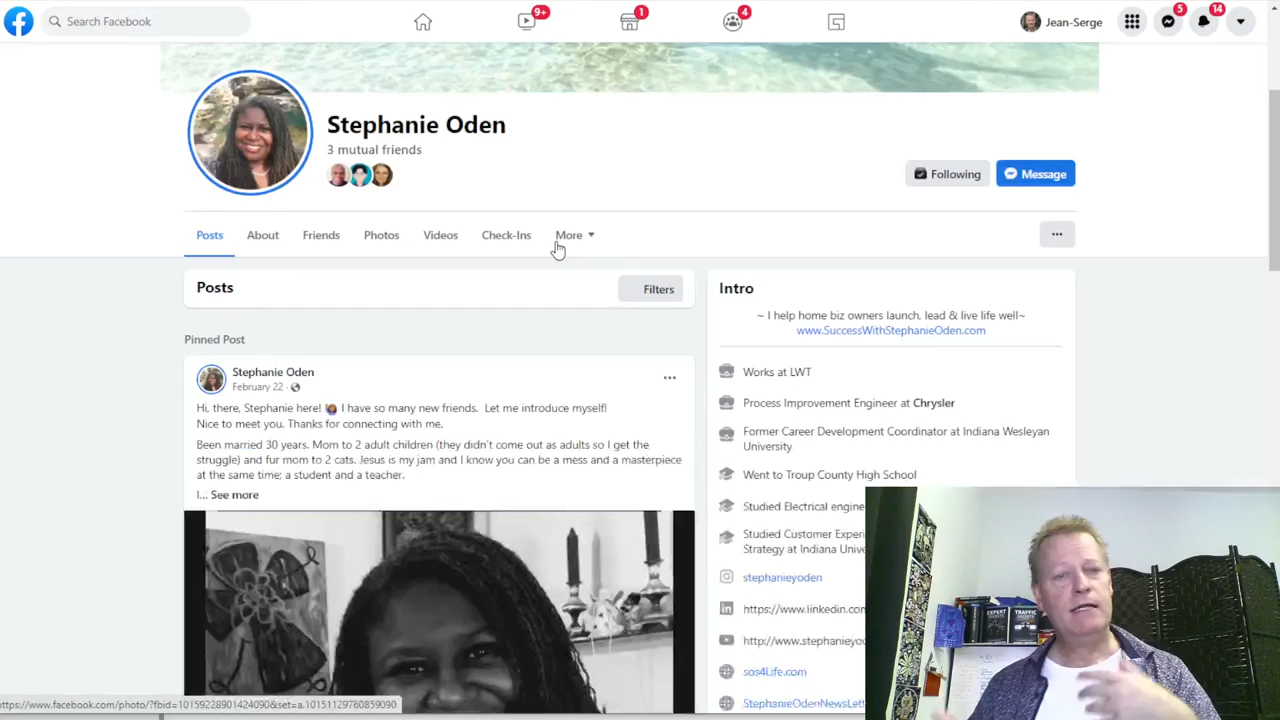 Search Facebook
9+
1
4
Jean-Serge
5
14
Stephanie Oden
3 mutual friends
Following
Message
Posts
About
Friends
Photos
Videos
Check-Ins
More
Posts
Filters
Pinned Post
Stephanie Oden
February 22 ·
Hi, there, Stephanie here! I have so many new friends. Let me introduce myself!
Nice to meet you. Thanks for connecting with me.
Been married 30 years. Mom to 2 adult children (they didn't come out as adults so I get the
struggle) and fur mom to 2 cats. Jesus is my jam and I know you can be a mess and a masterpiece
at the same time; a student and a teacher.
I... See more
Intro
~ I help home biz owners launch, lead & live life well~
www.SuccessWithStephanieOden.com
Works at LWT
Process Improvement Engineer at Chrysler
Former Career Development Coordinator at Indiana Wesleyan
University
Went to Troup County High School
Studied Electrical engine
Studied Customer Experi
Strategy at Indiana Unive
stephanieyoden
https://www.linkedin.con
http://www.stephanieyo
sos4Life.com
StephanieOdenNewsLett
EXPERT
TRAFFIC
https://www.facebook.com/photo/?fbid=10159228901424090&set=a.10151129760859090